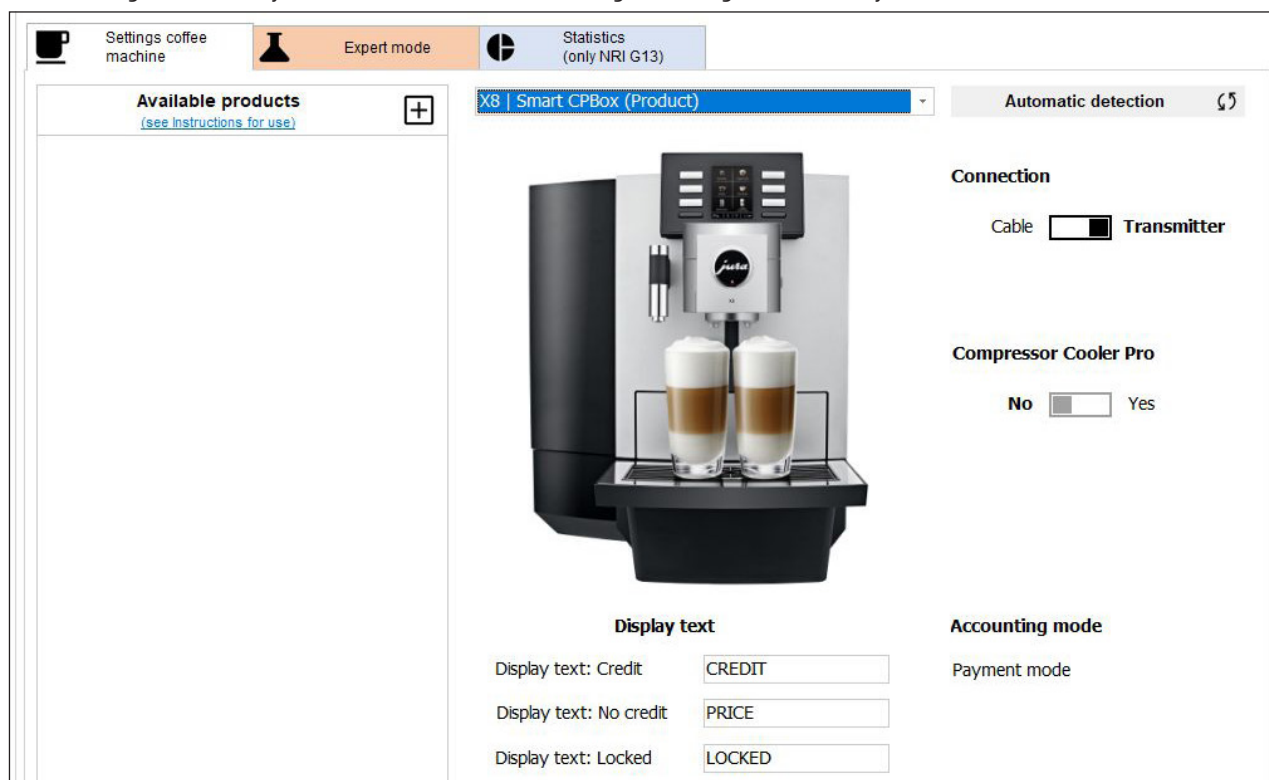 Settings coffee
machine
Expert mode
Statistics
(only NRI G13)
Available products
(see Instructions for use)
X8 | Smart CPBox (Product)
Automatic detection
Connection
Cable Transmitter
jura
X8
Compressor Cooler Pro
No Yes
Display text
Accounting mode
Display text: Credit CREDIT
Payment mode
Display text: No credit PRICE
Display text: Locked LOCKED